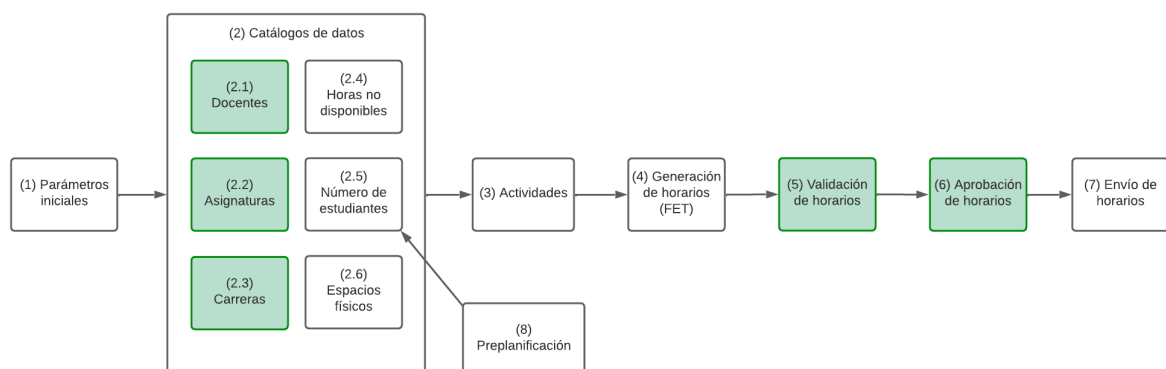 (2) Catálogos de datos
(2.1)
Docentes
(2.4)
Horas no
disponibles
(1) Parámetros
iniciales
(2.2)
Asignaturas
(2.5)
Número de
estudiantes
(3) Actividades
(4) Generación
de horarios
(FET)
(5) Validación
de horarios
(6) Aprobación
de horarios
(7) Envío de
horarios
(2.3)
Carreras
(2.6)
Espacios
físicos
(8)
Preplanificación